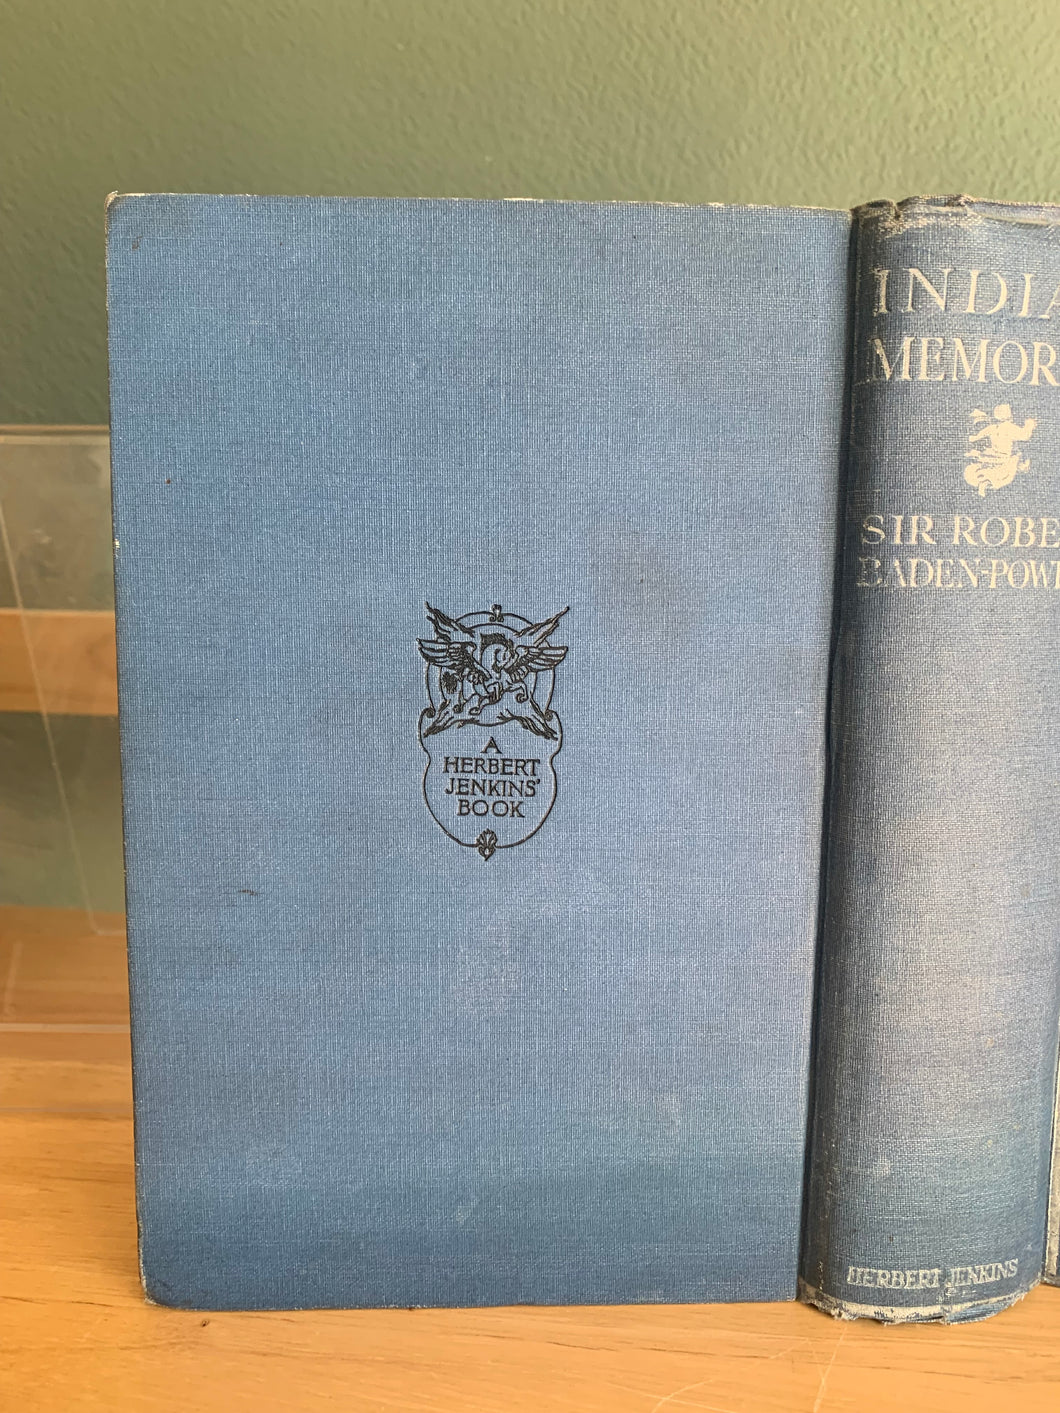 A
HERBERT
JENKINS'
BOOK
INDIA
MEMOR
SIR ROBE
BADEN-POW
HERBERT JENKINS